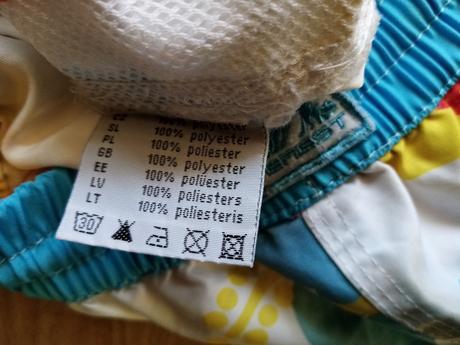 SL 100% polyester
PL 100% poliester
GB 100% polyester
EE 100% polüester
LV 100% poliesters
LT 100% poliesteris
30